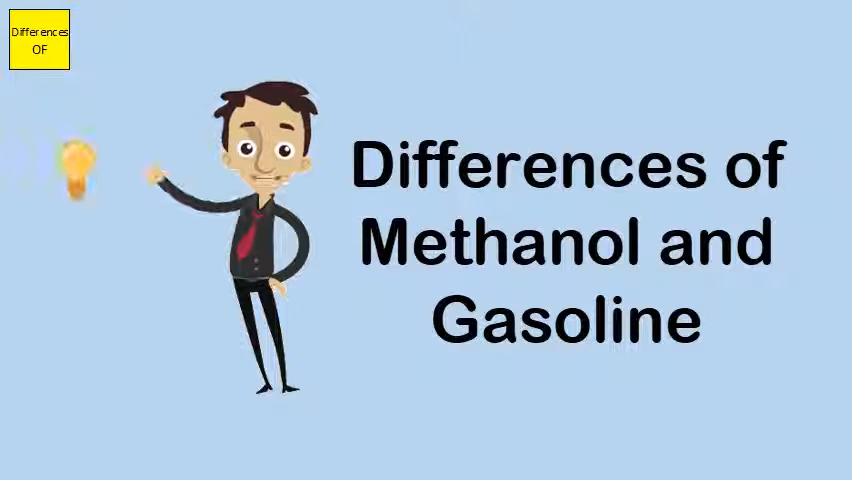 Differences
OF
Differences of
Methanol and
Gasoline